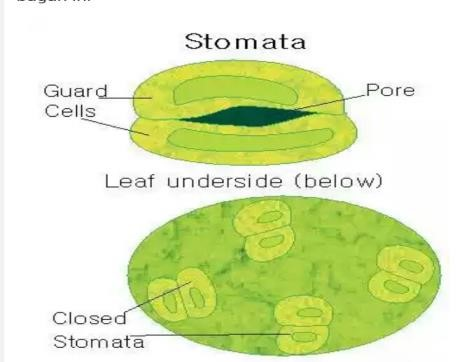 Stomata
Guard
Cells
Pore
Leaf underside (below)
Closed
Stomata